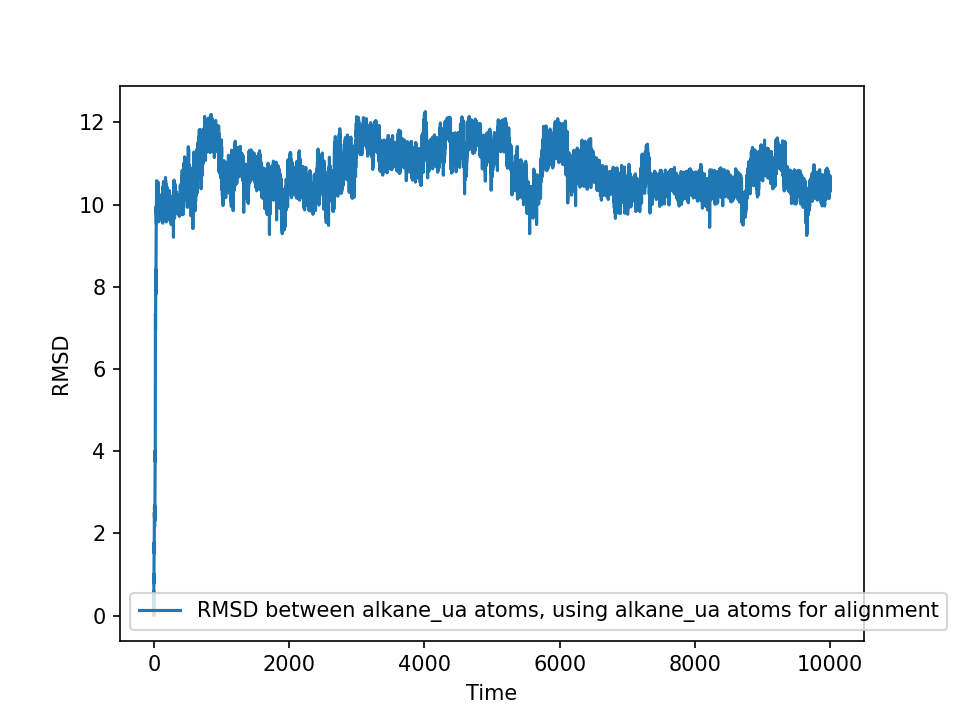 12
10
8
6
4
2
0
RMSD
RMSD between alkane_ua atoms, using alkane_ua atoms for alignment
0 2000 4000 6000 8000 10000
Time